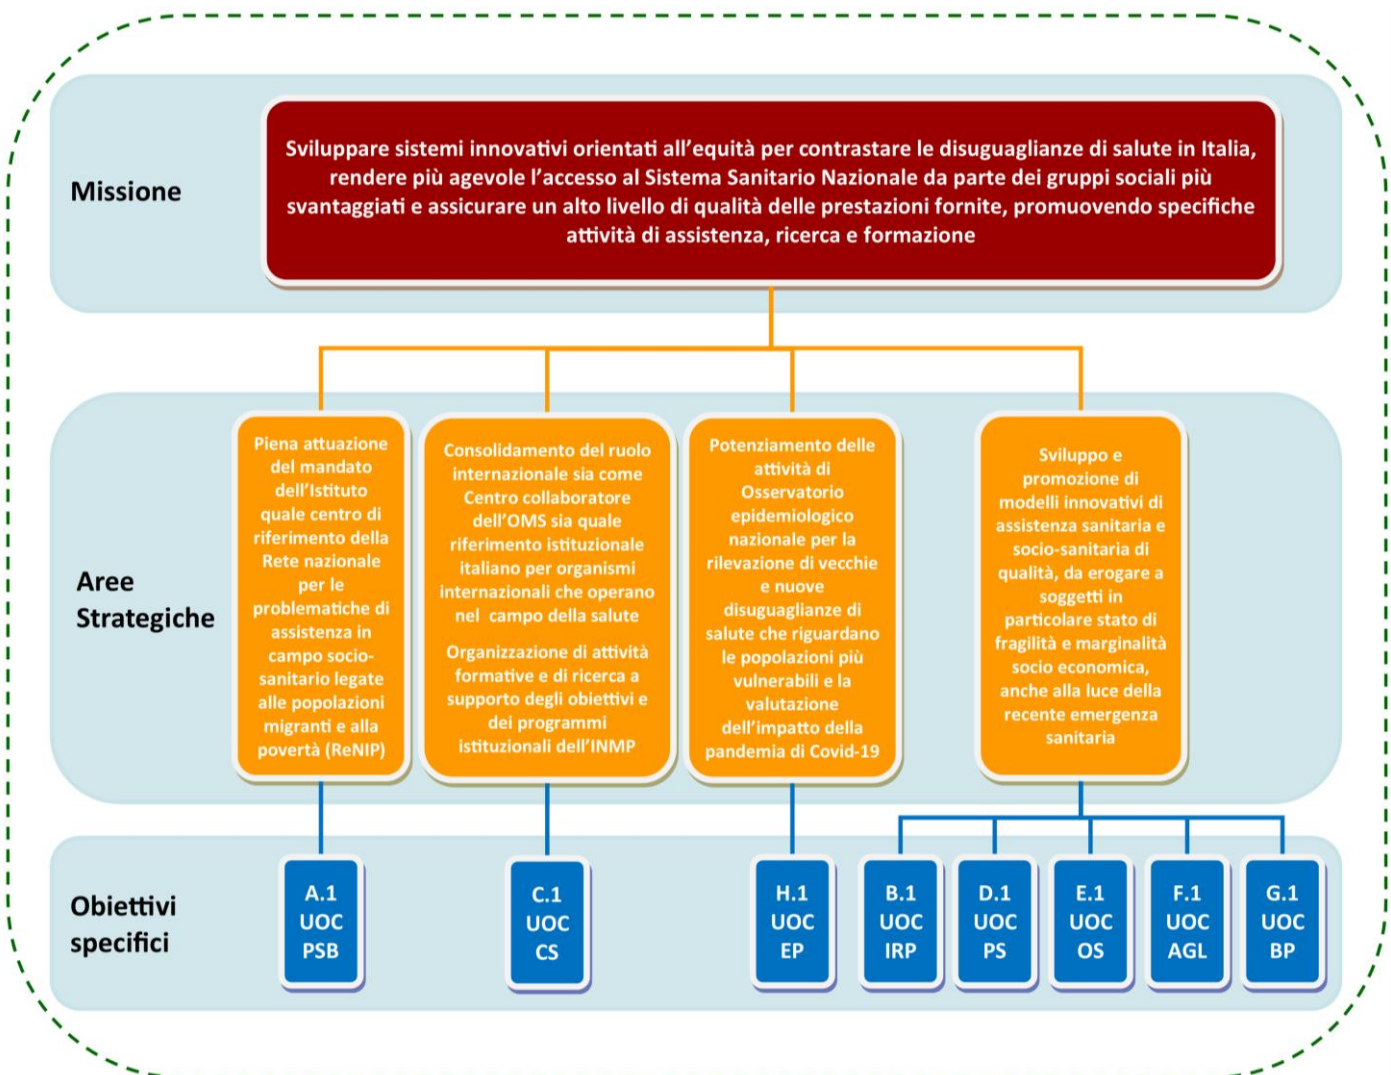 Missione
Sviluppare sistemi innovativi orientati all’equità per contrastare le disuguaglianze di salute in Italia,
rendere più agevole l’accesso al Sistema Sanitario Nazionale da parte dei gruppi sociali più
svantaggiati e assicurare un alto livello di qualità delle prestazioni fornite, promuovendo specifiche
attività di assistenza, ricerca e formazione
Aree
Strategiche
Piena attuazione
del mandato
dell’Istituto
quale centro di
riferimento della
Rete nazionale
per le
problematiche di
assistenza in
campo socio-
sanitario legate
alle popolazioni
migranti e alla
povertà (ReNIP)
Consolidamento del ruolo
internazionale sia come
Centro collaboratore
dell’OMS sia quale
riferimento istituzionale
italiano per organismi
internazionali che operano
nel campo della salute
Organizzazione di attività
formative e di ricerca a
supporto degli obiettivi e
dei programmi
istituzionali dell’INMP
Potenziamento delle
attività di
Osservatorio
epidemiologico
nazionale per la
rilevazione di vecchie
e nuove
disuguaglianze di
salute che riguardano
le popolazioni più
vulnerabili e la
valutazione
dell’impatto della
pandemia di Covid-19
Sviluppo e
promozione di
modelli innovativi di
assistenza sanitaria e
socio-sanitaria di
qualità, da erogare a
soggetti in
particolare stato di
fragilità e marginalità
socio economica,
anche alla luce della
recente emergenza
sanitaria
Obiettivi
specifici
A.1
UOC
PSB
C.1
UOC
CS
H.1
UOC
EP
B.1
UOC
IRP
D.1
UOC
PS
E.1
UOC
OS
F.1
UOC
AGL
G.1
UOC
BP